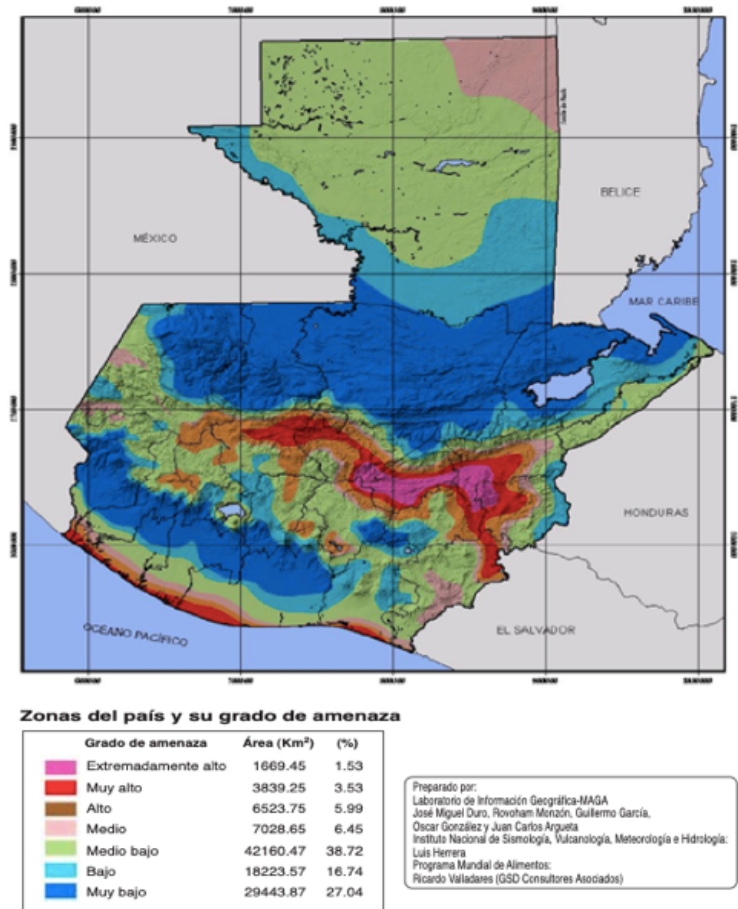 MÉXICO
BELICE
MAR CARIBE
HONDURAS
EL SALVADOR
OCÉANO PACÍFICO
Zonas del país y su grado de amenaza
Grado de amenaza Área (Km²) (%)
Extremadamente alto 1669.45 1.53
Muy alto 3839.25 3.53
Alto 6523.75 5.99
Medio 7028.65 6.45
Medio bajo 42160.47 38.72
Bajo 18223.57 16.74
Muy bajo 29443.87 27.04
Preparado por:
Laboratorio de Información Geográfica-MAGA
José Miguel Duro, Rovoham Monzón, Guillermo García,
Oscar González y Juan Carlos Argueta
Instituto Nacional de Sismología, Vulcanología, Meteorología e Hidrología:
Luis Herrera
Programa Mundial de Alimentos:
Ricardo Valladares (GSD Consultores Asociados)